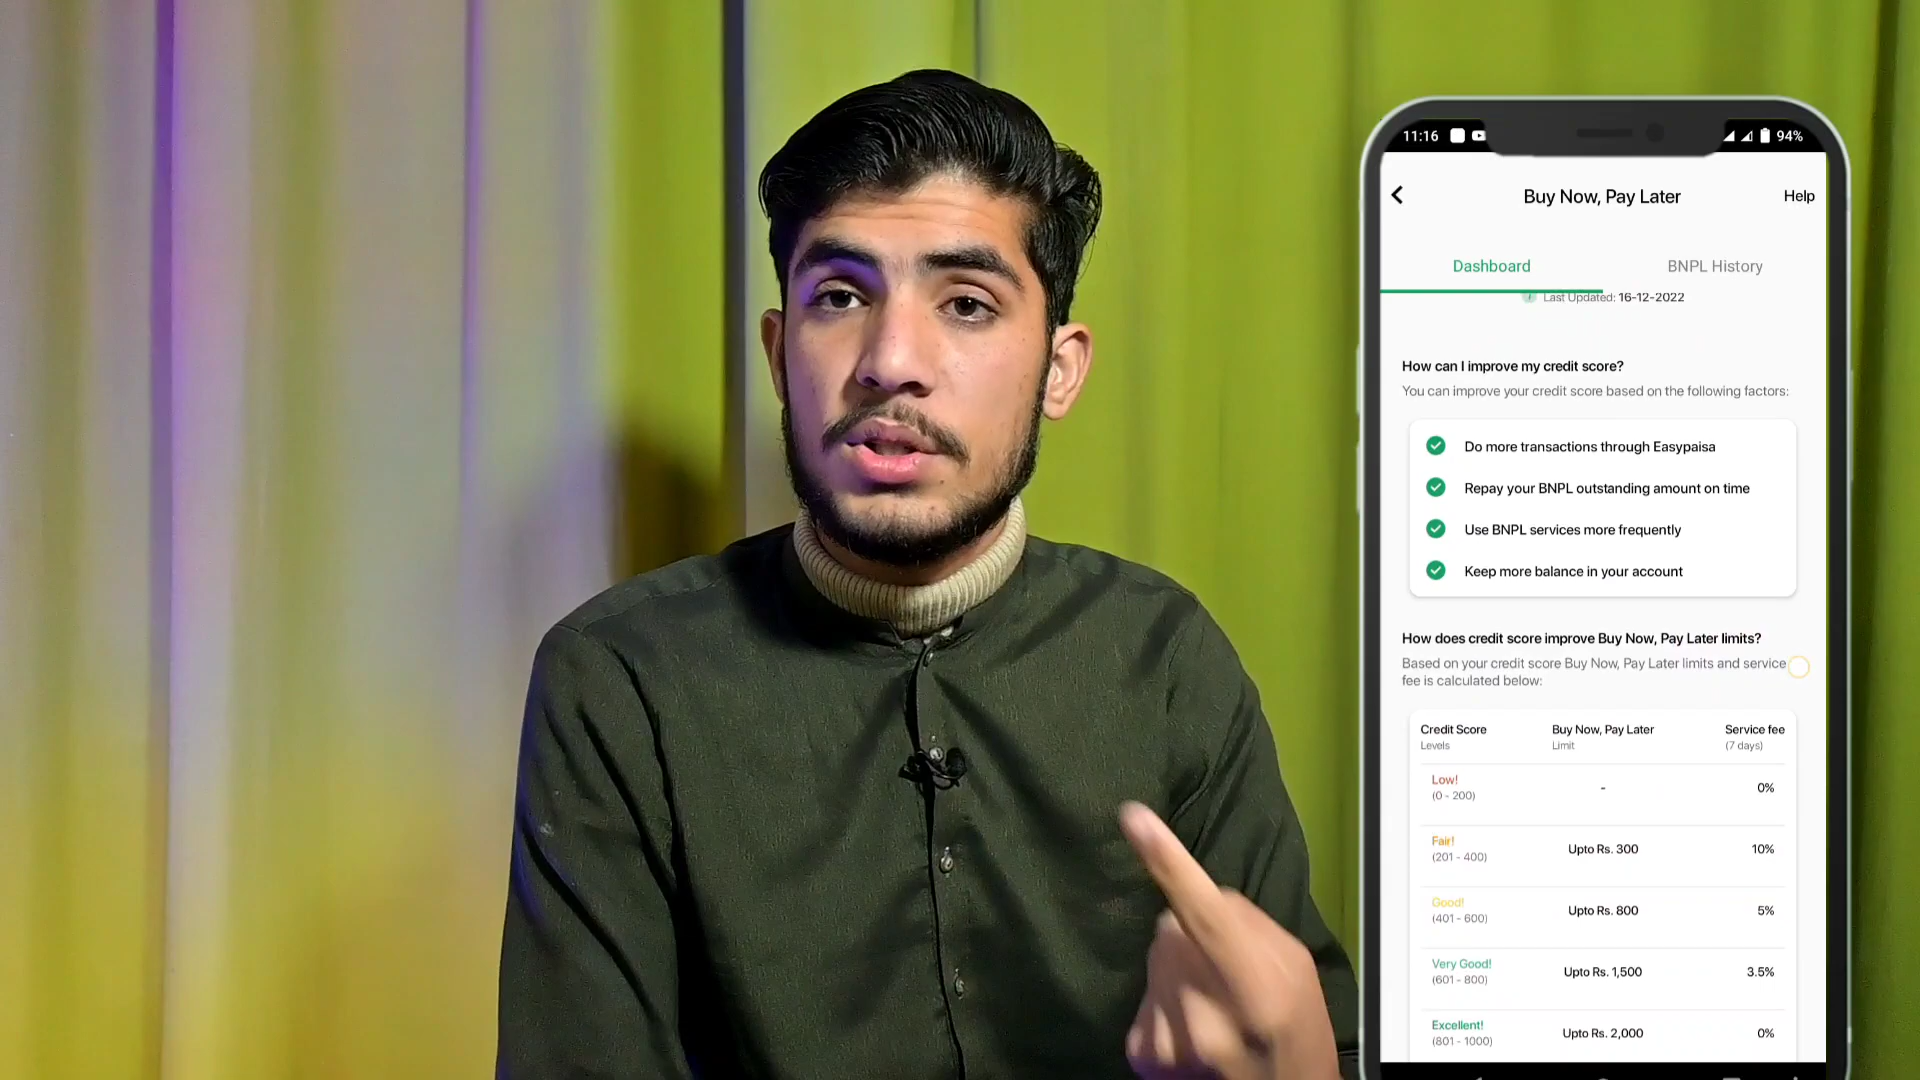 11:16 94%
Buy Now, Pay Later Help
Dashboard BNPL History
Last Updated: 16-12-2022
How can I improve my credit score?
You can improve your credit score based on the following factors:
Do more transactions through Easypaisa
Repay your BNPL outstanding amount on time
Use BNPL services more frequently
Keep more balance in your account
How does credit score improve Buy Now, Pay Later limits?
Based on your credit score Buy Now, Pay Later limits and service
fee is calculated below:
Credit Score Buy Now, Pay Later Service fee
Levels Limit (7 days)
Low!
(0 - 200) - 0%
Fair!
(201 - 400) Upto Rs. 300 10%
Good!
(401 - 600) Upto Rs. 800 5%
Very Good!
(601 - 800) Upto Rs. 1,500 3.5%
Excellent!
(801 - 1000) Upto Rs. 2,000 0%